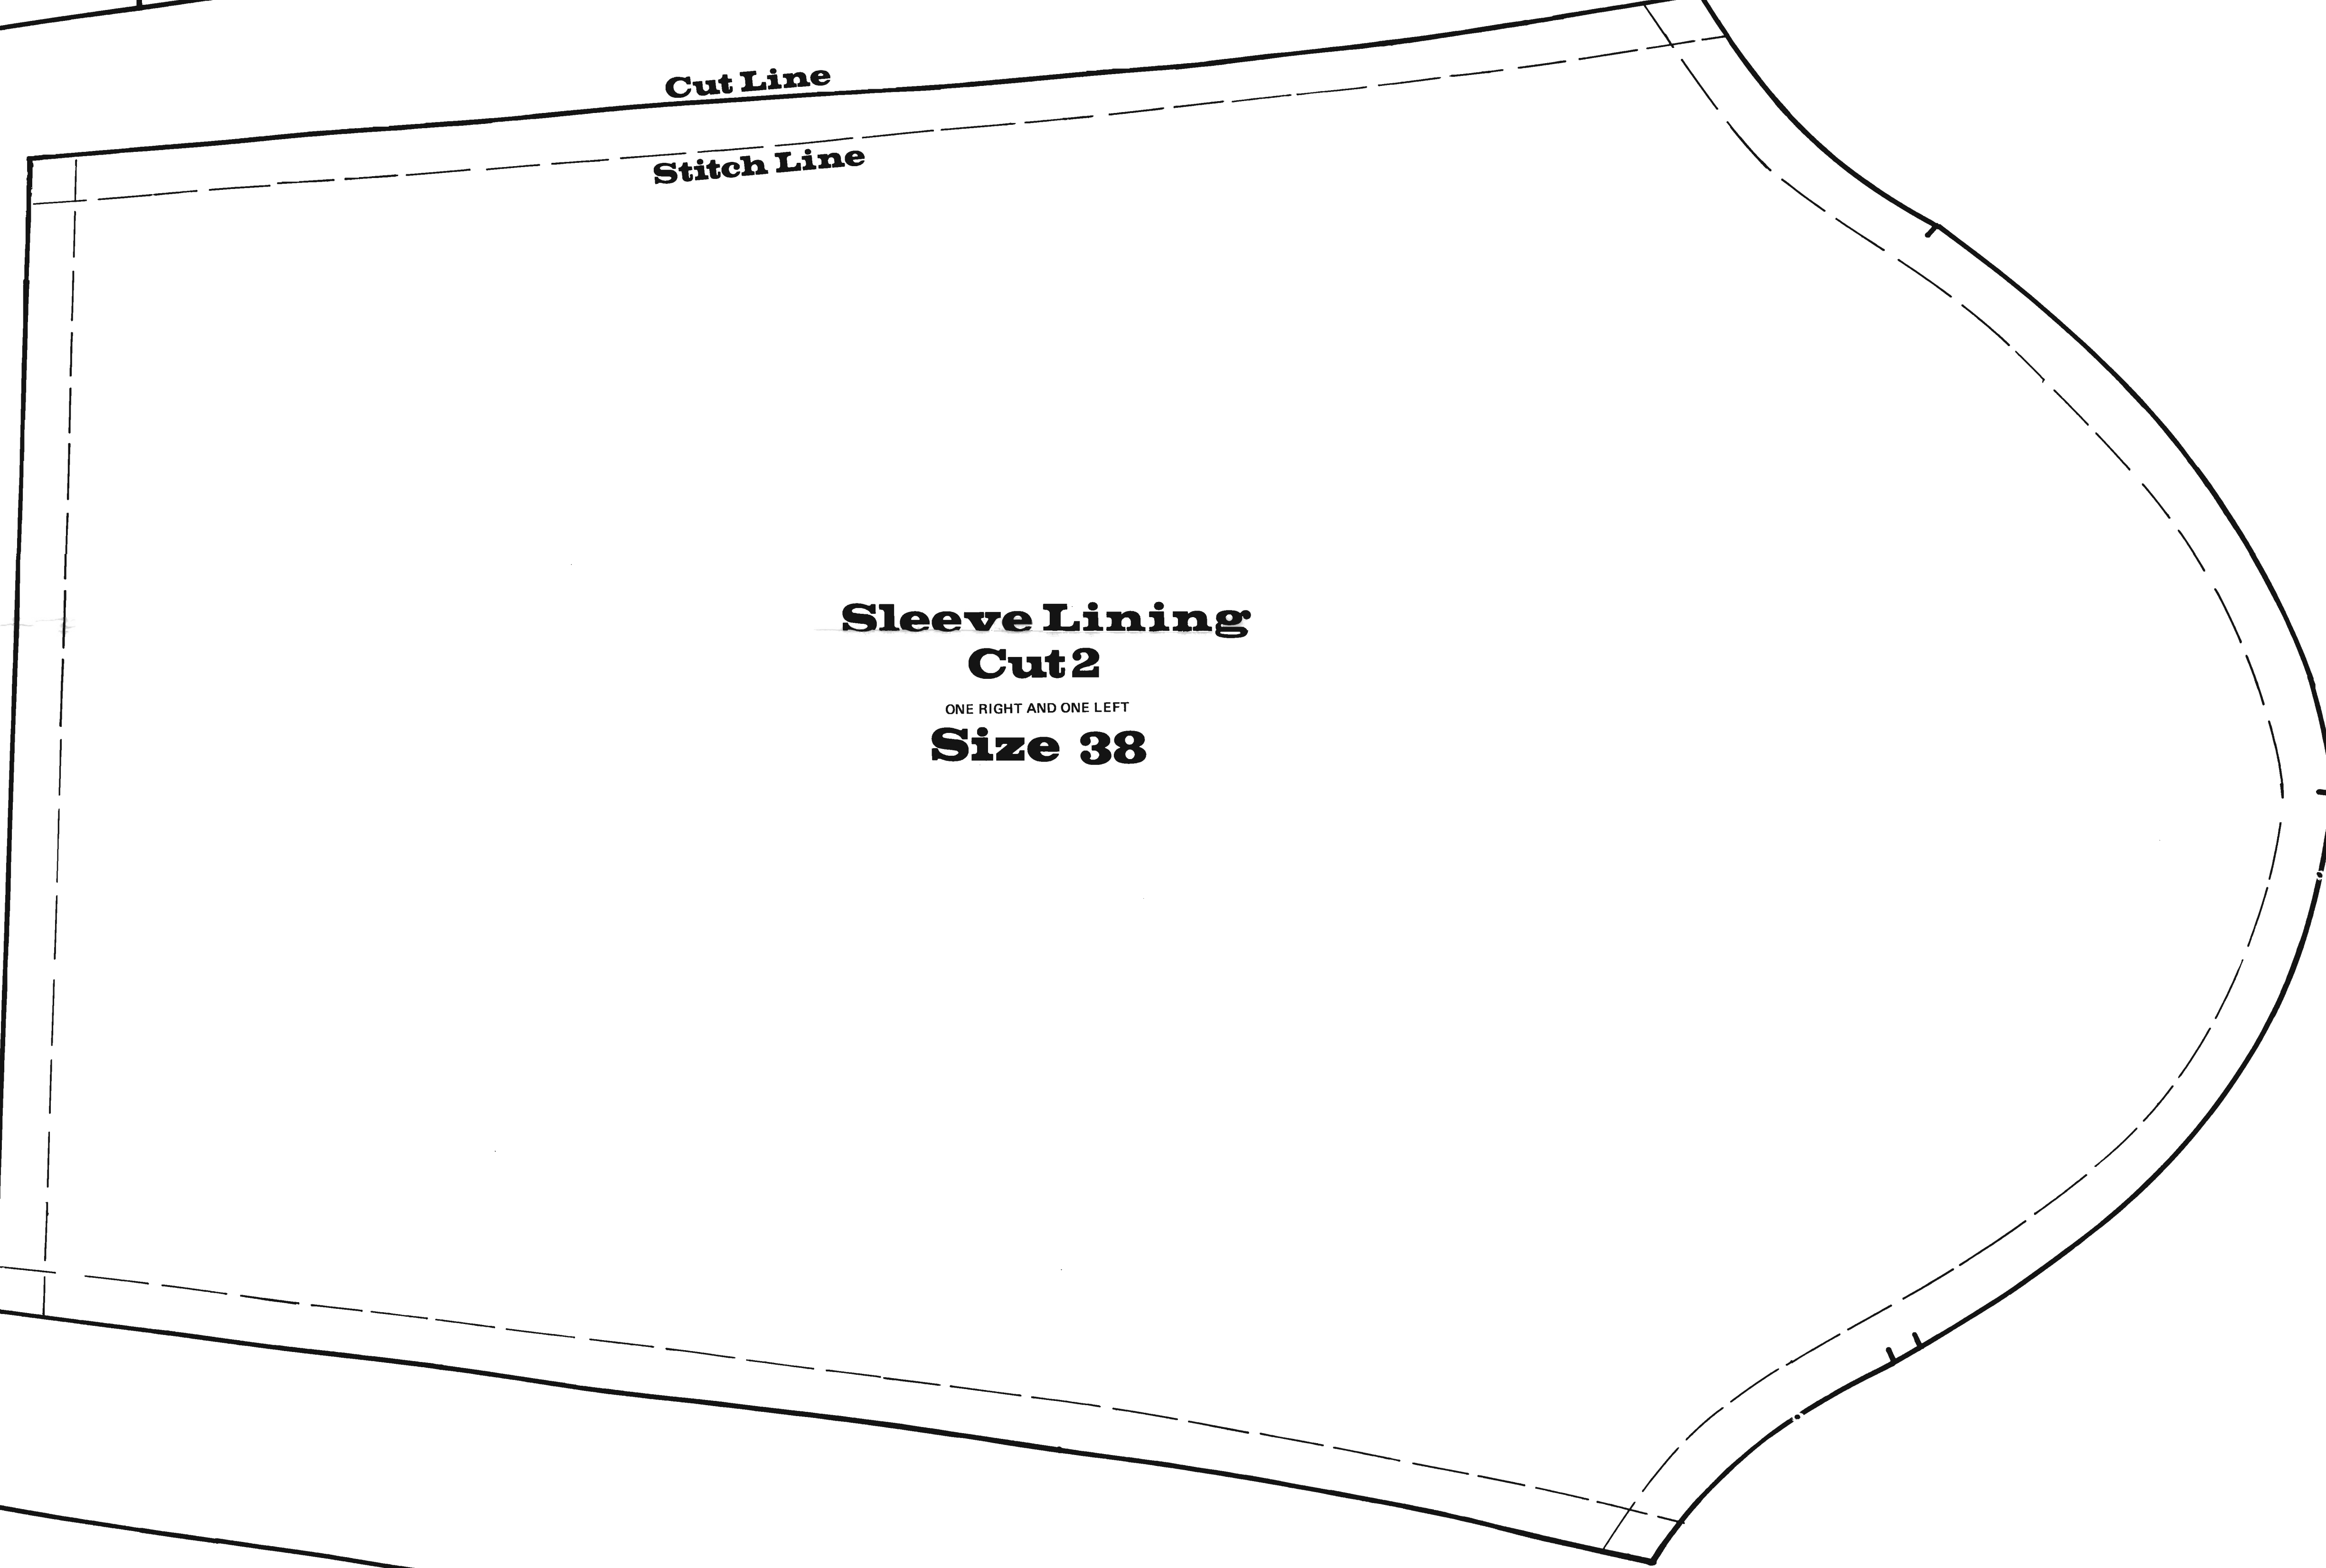 Cut Line
Stitch Line
Sleeve Lining
Cut 2
ONE RIGHT AND ONE LEFT
Size 38